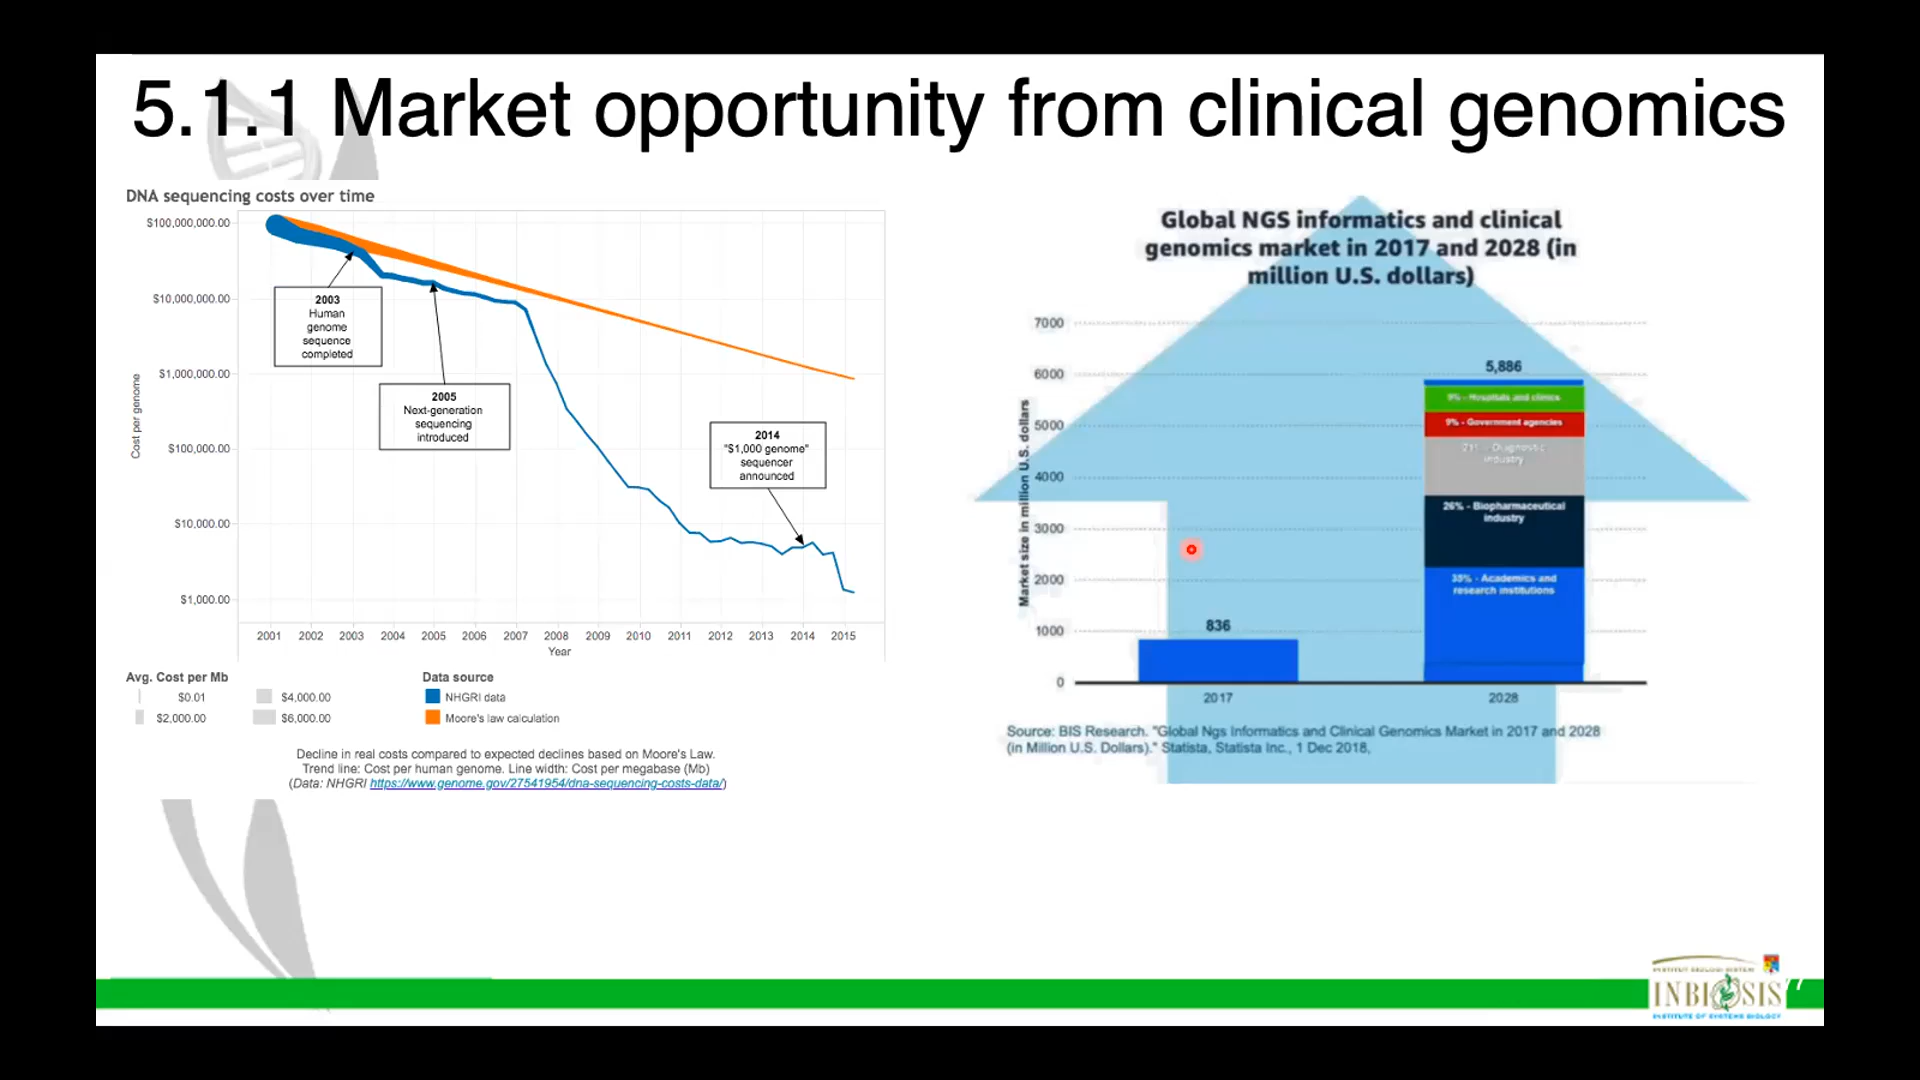 5.1.1 Market opportunity from clinical genomics
DNA sequencing costs over time
$100,000,000.00
$10,000,000.00
$1,000,000.00
$100,000.00
$10,000.00
$1,000.00
Cost per genome
2003
Human
genome
sequence
completed
2005
Next-generation
sequencing
introduced
2014
"$1,000 genome"
sequencer
announced
2001 2002 2003 2004 2005 2006 2007 2008 2009 2010 2011 2012 2013 2014 2015
Year
Avg. Cost per Mb
$0.01
$2,000.00
$4,000.00
$6,000.00
Data source
NHGRI data
Moore's law calculation
Decline in real costs compared to expected declines based on Moore's Law.
Trend line: Cost per human genome. Line width: Cost per megabase (Mb)
(Data: NHGRI https://www.genome.gov/27541954/dna-sequencing-costs-data/)
Global NGS informatics and clinical
genomics market in 2017 and 2028 (in
million U.S. dollars)
Market size in million U.S. dollars
7000
6000
5000
4000
3000
2000
1000
0
836
5,886
9% - Hospitals and clinics
9% - Government agencies
21% - Diagnostic
industry
26% - Biopharmaceutical
industry
- Academics and
research institutions
2017 2028
Source: BIS Research. "Global Ngs Informatics and Clinical Genomics Market in 2017 and 2028
(in Million U.S. Dollars)." Statista, Statista Inc., 1 Dec 2018,
INSTITUT BIOLOGI SISTEM
INBIOSIS
INSTITUTE OF SYSTEMS BIOLOGY